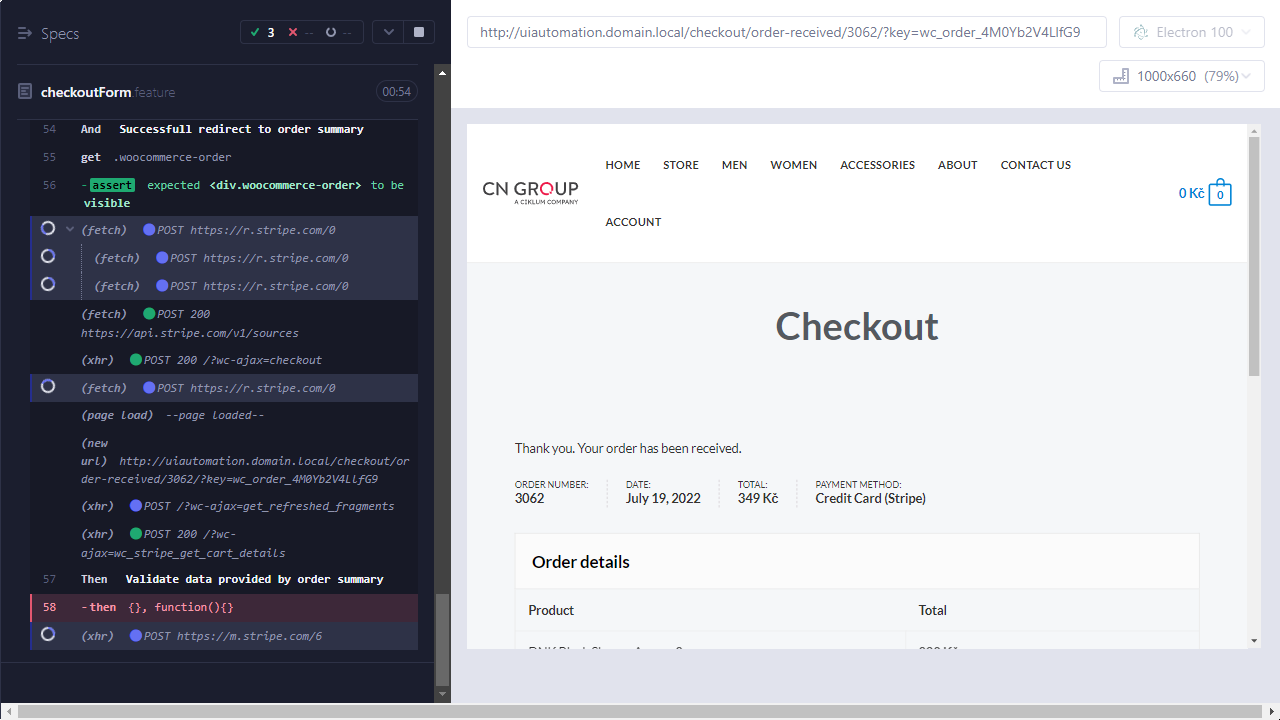 Specs
3 -- --
checkoutForm.feature 00:54
54 And Successfull redirect to order summary
55 get .woocommerce-order
56 -assert expected <div.woocommerce-order> to be
visible
(fetch) POST https://r.stripe.com/0
(fetch) POST https://r.stripe.com/0
(fetch) POST https://r.stripe.com/0
(fetch) POST 200
https://api.stripe.com/v1/sources
(xhr) POST 200 /?wc-ajax=checkout
(fetch) POST https://r.stripe.com/0
(page load) --page loaded--
(new
url) http://uiautomation.domain.local/checkout/or
der-received/3062/?key=wc_order_4M0Yb2V4LlfG9
(xhr) POST /?wc-ajax=get_refreshed_fragments
(xhr) POST 200 /?wc-
ajax=wc_stripe_get_cart_details
57 Then Validate data provided by order summary
58 -then {}, function(){}
(xhr) POST https://m.stripe.com/6
http://uiautomation.domain.local/checkout/order-received/3062/?key=wc_order_4M0Yb2V4LlfG9
Electron 100
1000x660 (79%)
CN GROUP
A CIKLUM COMPANY
HOME STORE MEN WOMEN ACCESSORIES ABOUT CONTACT US
ACCOUNT
0 Kč 0
Checkout
Thank you. Your order has been received.
ORDER NUMBER: DATE: TOTAL: PAYMENT METHOD:
3062 July 19, 2022 349 Kč Credit Card (Stripe)
Order details
Product Total